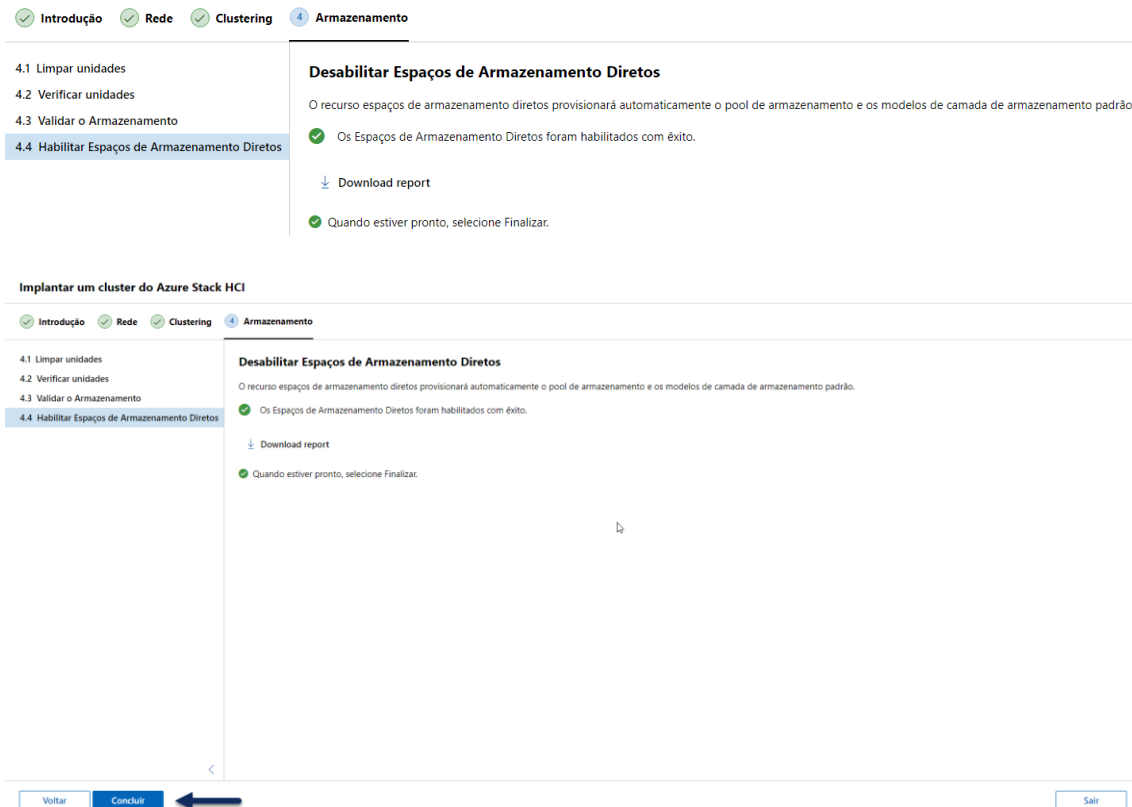 Introdução Rede Clustering 4 Armazenamento
4.1 Limpar unidades
4.2 Verificar unidades
4.3 Validar o Armazenamento
4.4 Habilitar Espaços de Armazenamento Diretos
Desabilitar Espaços de Armazenamento Diretos
O recurso espaços de armazenamento diretos provisionará automaticamente o pool de armazenamento e os modelos de camada de armazenamento padrão
Os Espaços de Armazenamento Diretos foram habilitados com êxito.
Download report
Quando estiver pronto, selecione Finalizar.
Implantar um cluster do Azure Stack HCI
Introdução Rede Clustering 4 Armazenamento
4.1 Limpar unidades
4.2 Verificar unidades
4.3 Validar o Armazenamento
4.4 Habilitar Espaços de Armazenamento Diretos
Desabilitar Espaços de Armazenamento Diretos
O recurso espaços de armazenamento diretos provisionará automaticamente o pool de armazenamento e os modelos de camada de armazenamento padrão.
Os Espaços de Armazenamento Diretos foram habilitados com êxito.
Download report
Quando estiver pronto, selecione Finalizar.
Voltar Concluir Sair